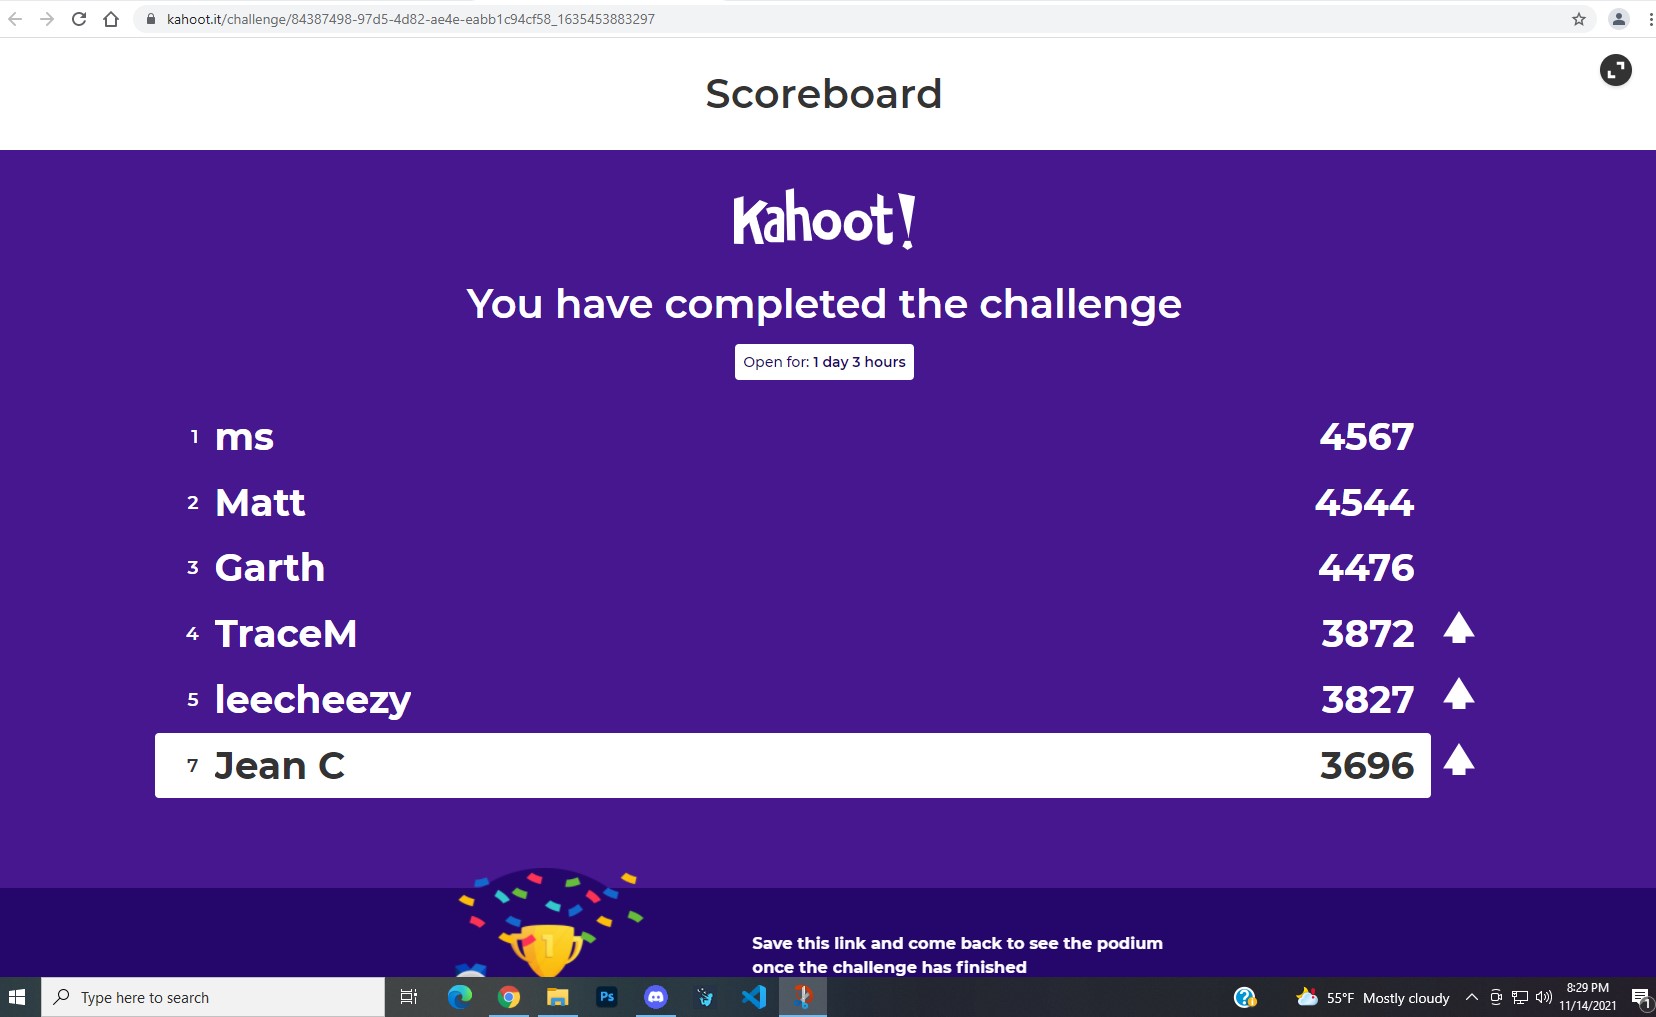 kahoot.it/challenge/84387498-97d5-4d82-ae4e-eabb1c94cf58_1635453883297
Scoreboard
Kahoot!
You have completed the challenge
Open for: 1 day 3 hours
1 ms 4567
2 Matt 4544
3 Garth 4476
4 TraceM 3872
5 leecheezy 3827
7 Jean C 3696
1
Save this link and come back to see the podium
once the challenge has finished
Type here to search
Ps
55°F Mostly cloudy
8:29 PM
11/14/2021
1